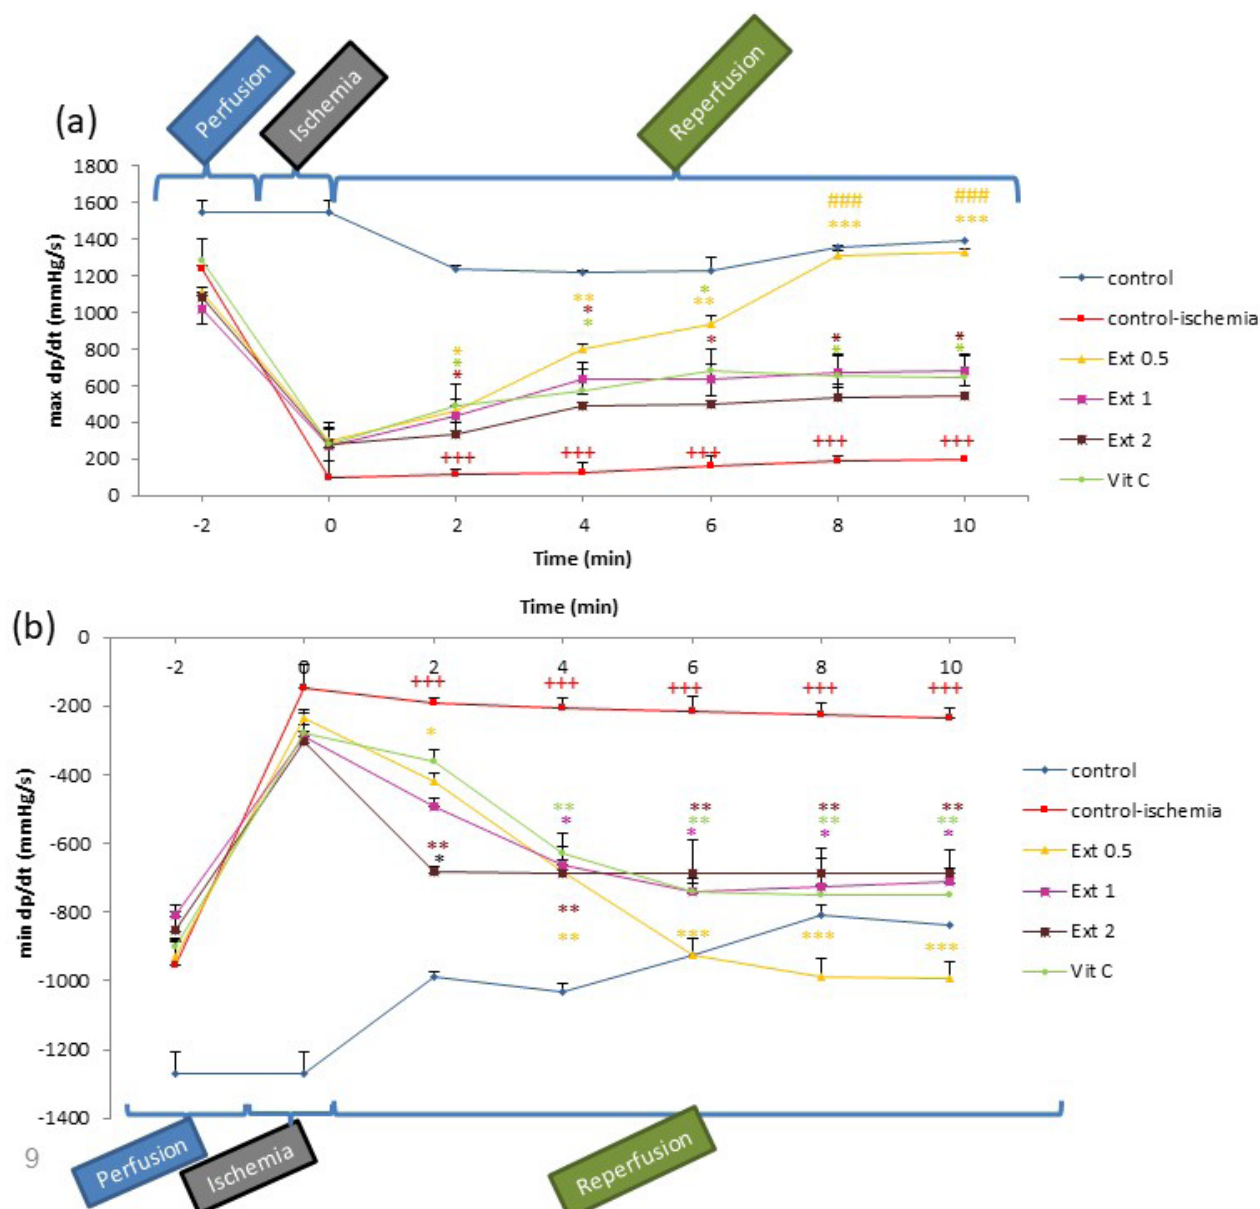 Perfusion
Ischemia
Reperfusion
(a)
max dp/dt (mmHg/s)
1800
1600
1400
1200
1000
800
600
400
200
0
-2 0 2 4 6 8 10
Time (min)
### ###
*** ***
** * **
* * *
* * *
* * * *
* *
+++ +++ +++ +++ +++
control
control-ischemia
Ext 0.5
Ext 1
Ext 2
Vit C
(b)
Time (min)
min dp/dt (mmHg/s)
0
-200
-400
-600
-800
-1000
-1200
-1400
-2 0 2 4 6 8 10
+++ +++ +++ +++ +++
*
** ** ** **
** ** ** **
* * * *
**
*
**
** *** *** ***
control
control-ischemia
Ext 0.5
Ext 1
Ext 2
Vit C
Perfusion
Ischemia
Reperfusion
9